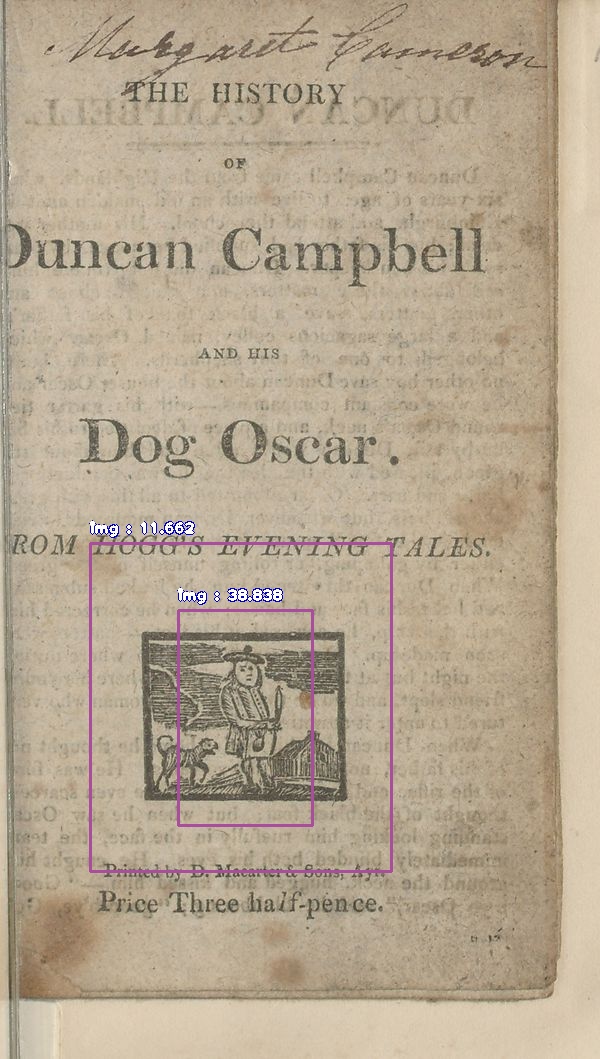 Margaret Cameron
THE HISTORY
OF
Duncan Campbell
AND HIS
Dog Oscar.
ROM HOGG'S EVENING TALES.
Img : 11.662
Img : 38.838
Printed by D. Macarter & Sons, Ayr.
Price Three half-pence.